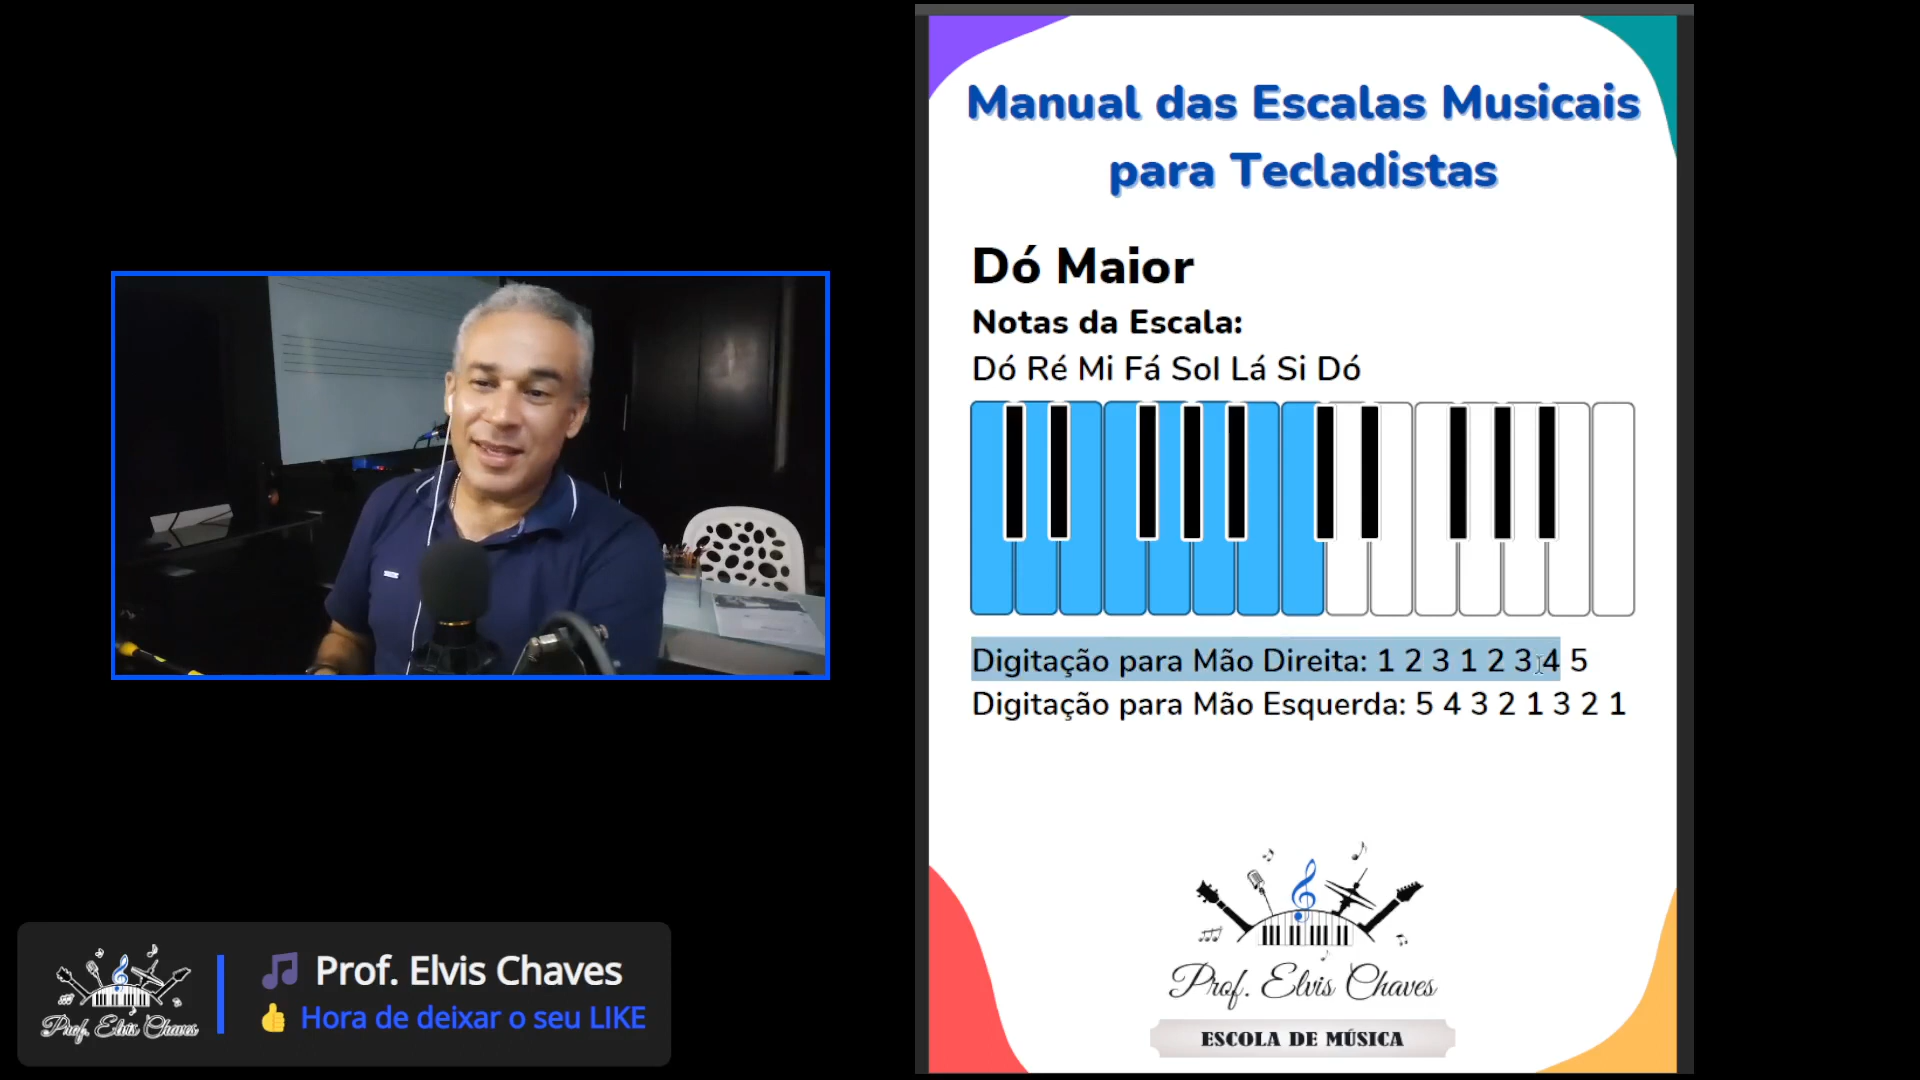 Manual das Escalas Musicais
para Tecladistas
Dó Maior
Notas da Escala:
Dó Ré Mi Fá Sol Lá Si Dó
Digitação para Mão Direita: 1 2 3 1 2 3 4 5
Digitação para Mão Esquerda: 5 4 3 2 1 3 2 1
Prof. Elvis Chaves
ESCOLA DE MÚSICA
Prof. Elvis Chaves
Prof. Elvis Chaves
Hora de deixar o seu LIKE